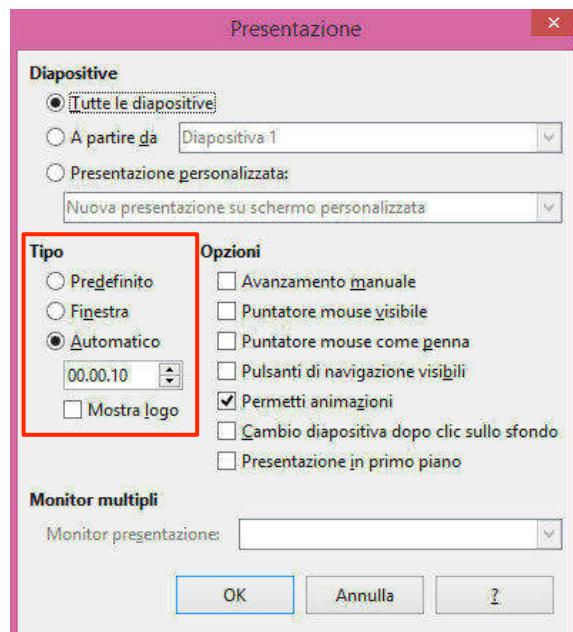 Presentazione
Diapositive
Tutte le diapositive
A partire da Diapositiva 1
Presentazione personalizzata:
Nuova presentazione su schermo personalizzata
Tipo
Predefinito
Finestra
Automatico
00.00.10
Mostra logo
Opzioni
Avanzamento manuale
Puntatore mouse visibile
Puntatore mouse come penna
Pulsanti di navigazione visibili
Permetti animazioni
Cambio diapositiva dopo clic sullo sfondo
Presentazione in primo piano
Monitor multipli
Monitor presentazione:
OK Annulla ?